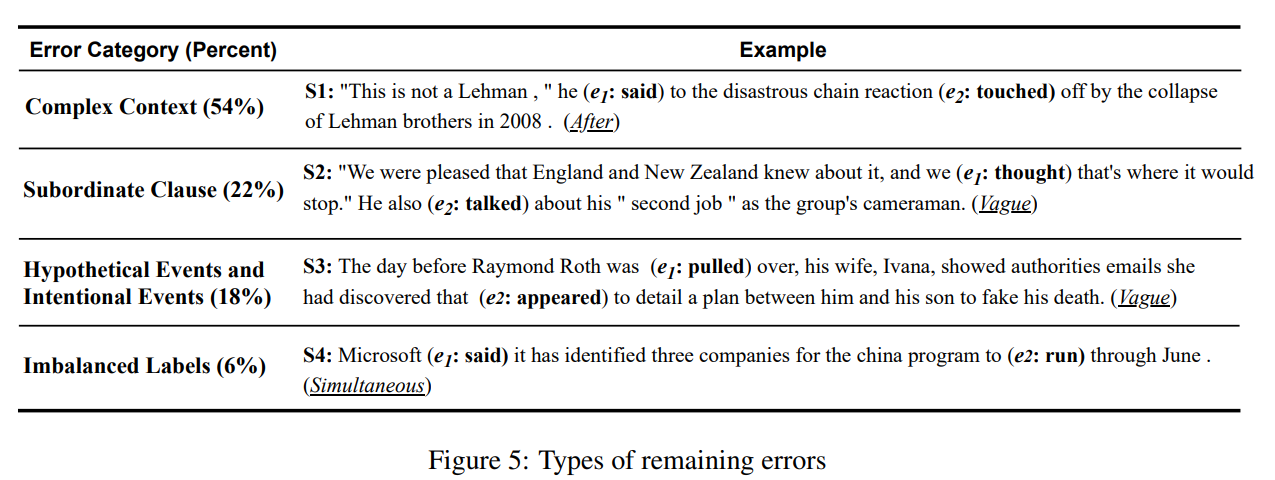 Error Category (Percent) Example
Complex Context (54%)
S1: "This is not a Lehman , " he (e1: said) to the disastrous chain reaction (e2: touched) off by the collapse
of Lehman brothers in 2008 . (After)
Subordinate Clause (22%)
S2: "We were pleased that England and New Zealand knew about it, and we (e1: thought) that's where it would
stop." He also (e2: talked) about his " second job " as the group's cameraman. (Vague)
Hypothetical Events and
Intentional Events (18%)
S3: The day before Raymond Roth was (e1: pulled) over, his wife, Ivana, showed authorities emails she
had discovered that (e2: appeared) to detail a plan between him and his son to fake his death. (Vague)
Imbalanced Labels (6%)
S4: Microsoft (e1: said) it has identified three companies for the china program to (e2: run) through June .
(Simultaneous)
Figure 5: Types of remaining errors